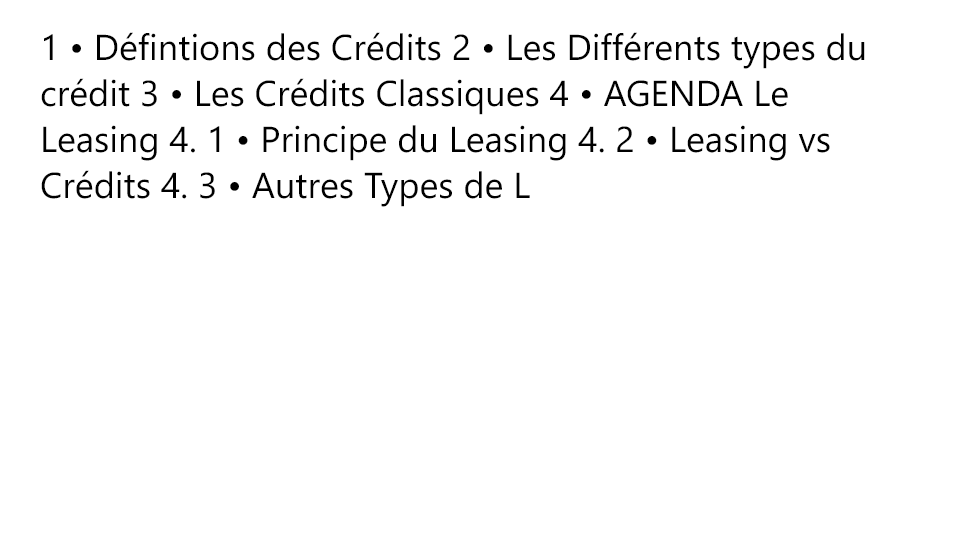 1 • Défintions des Crédits 2 • Les Différents types du
crédit 3 • Les Crédits Classiques 4 • AGENDA Le
Leasing 4. 1 • Principe du Leasing 4. 2 • Leasing vs
Crédits 4. 3 • Autres Types de L